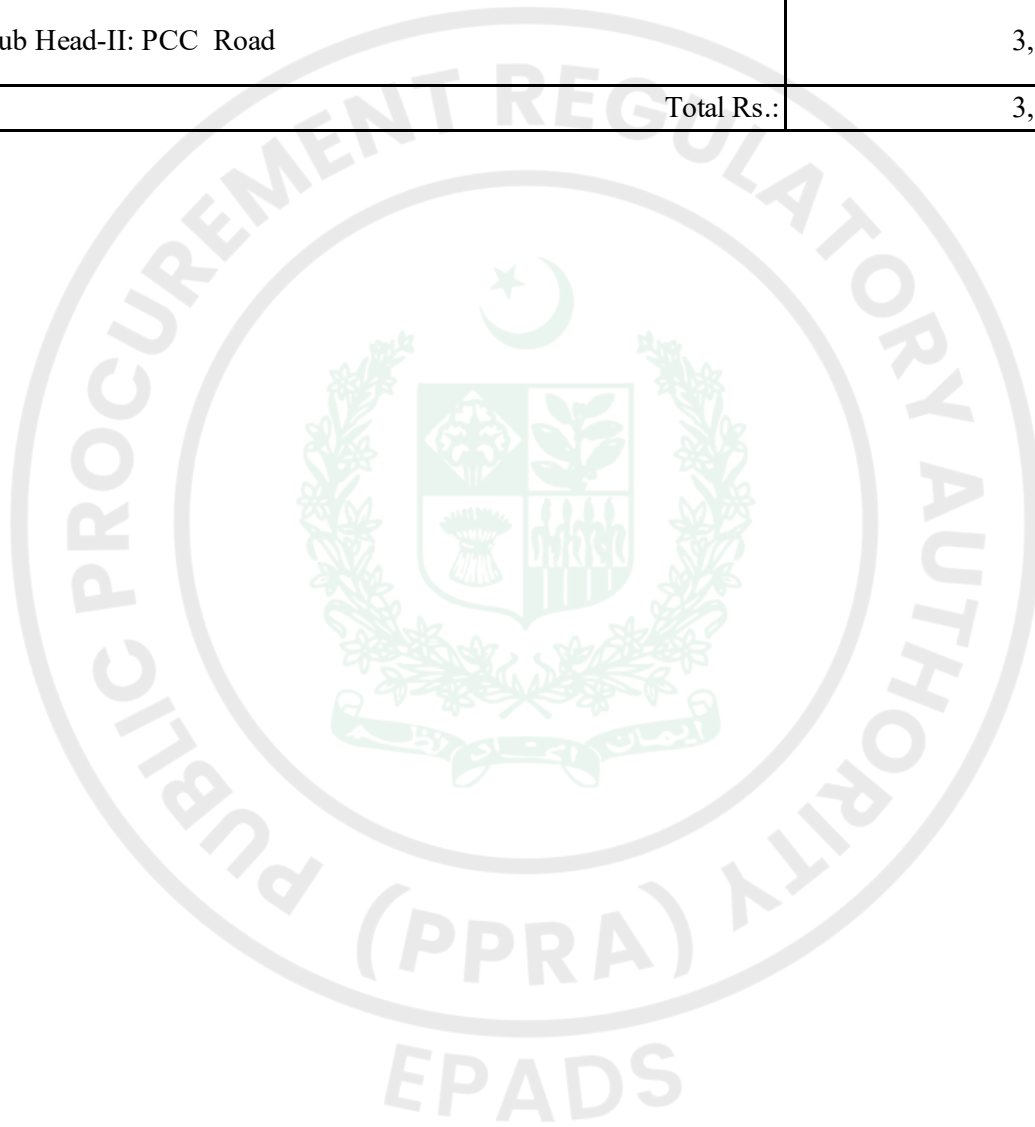 ub Head-II: PCC Road 3,
Total Rs.: 3,
PUBLIC PROCUREMENT REGULATORY AUTHORITY
(PPRA)
EPADS